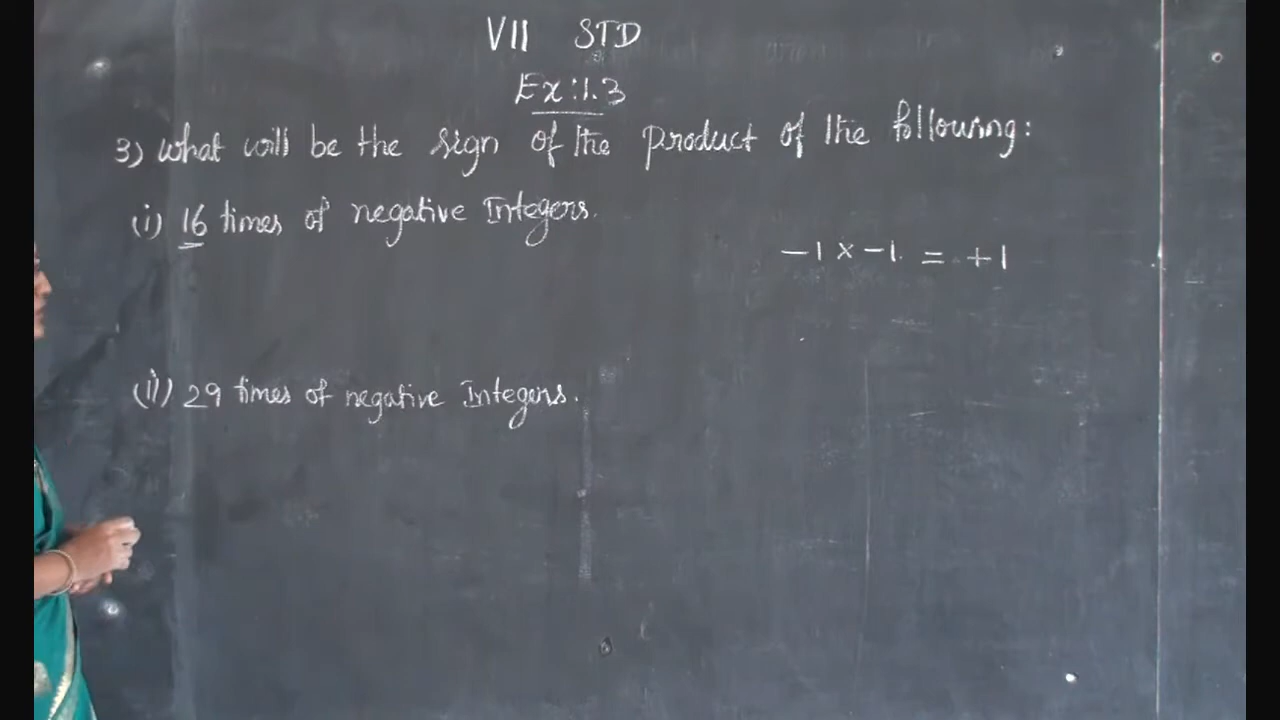 VII STD
Ex:1.3
3) What will be the sign of the product of the following:
(i) 16 times of negative Integers.
-1 x -1. = +1
(ii) 29 times of negative Integers.